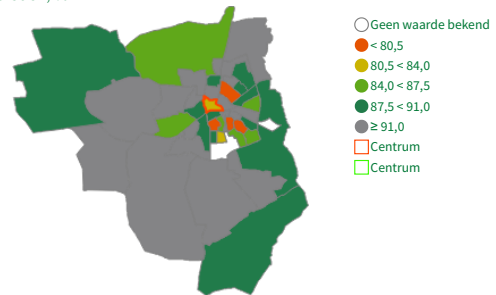 Geen waarde bekend
< 80,5
80,5 < 84,0
84,0 < 87,5
87,5 < 91,0
≥ 91,0
Centrum
Centrum